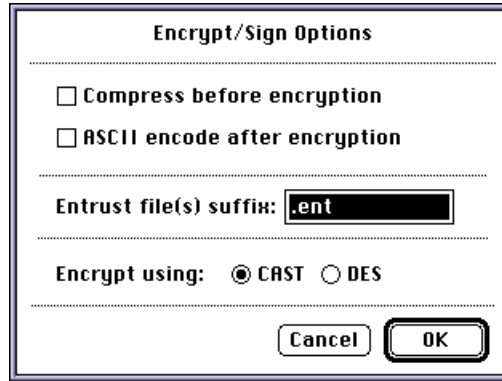 Encrypt/Sign Options
Compress before encryption
ASCII encode after encryption
Entrust file(s) suffix: .ent
Encrypt using: CAST DES
Cancel OK